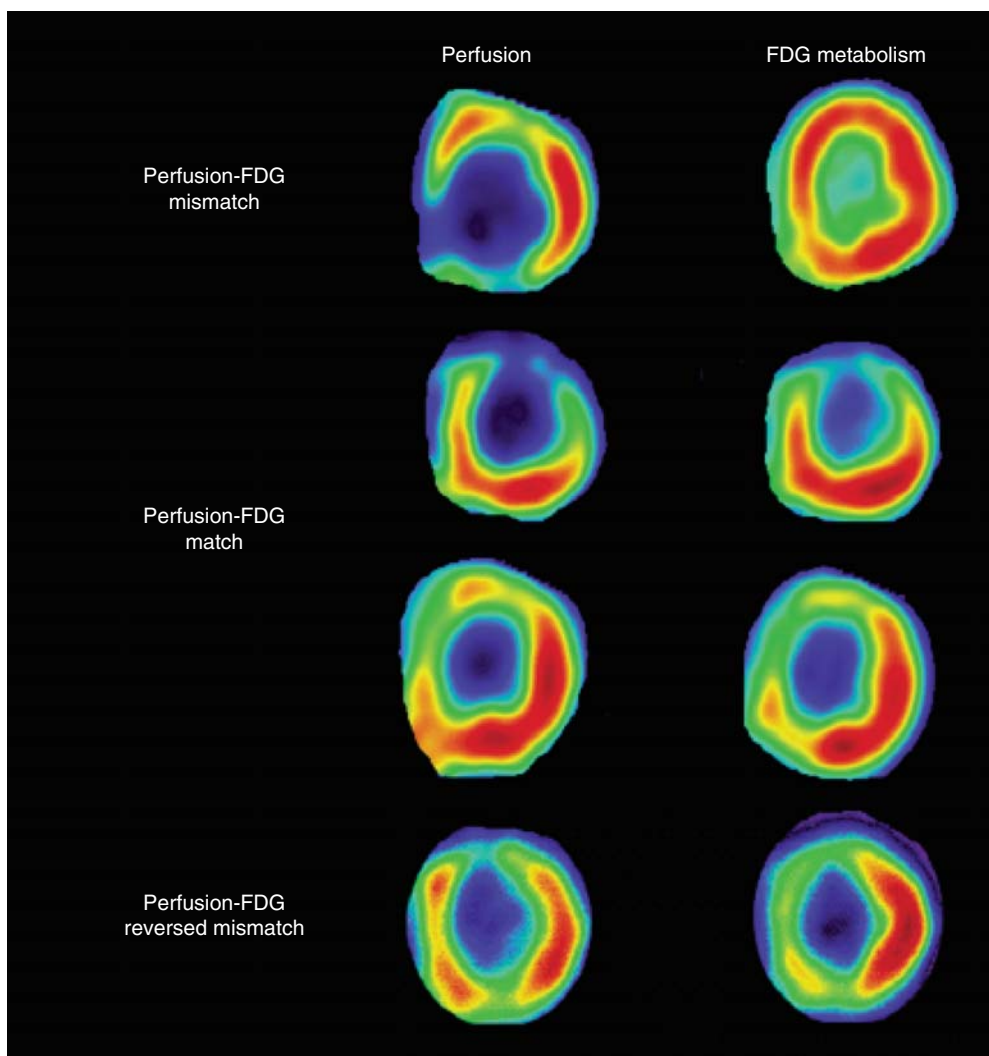 Perfusion
FDG metabolism
Perfusion-FDG
mismatch
Perfusion-FDG
match
Perfusion-FDG
reversed mismatch